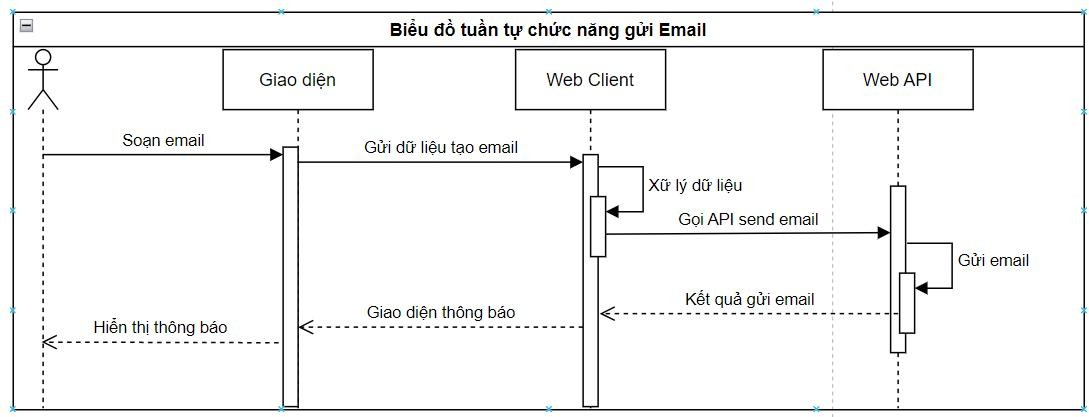 Biểu đồ tuần tự chức năng gửi Email
Giao diện
Web Client
Web API
Soạn email
Gửi dữ liệu tạo email
Xữ lý dữ liệu
Gọi API send email
Gửi email
Kết quả gửi email
Giao diện thông báo
Hiển thị thông báo